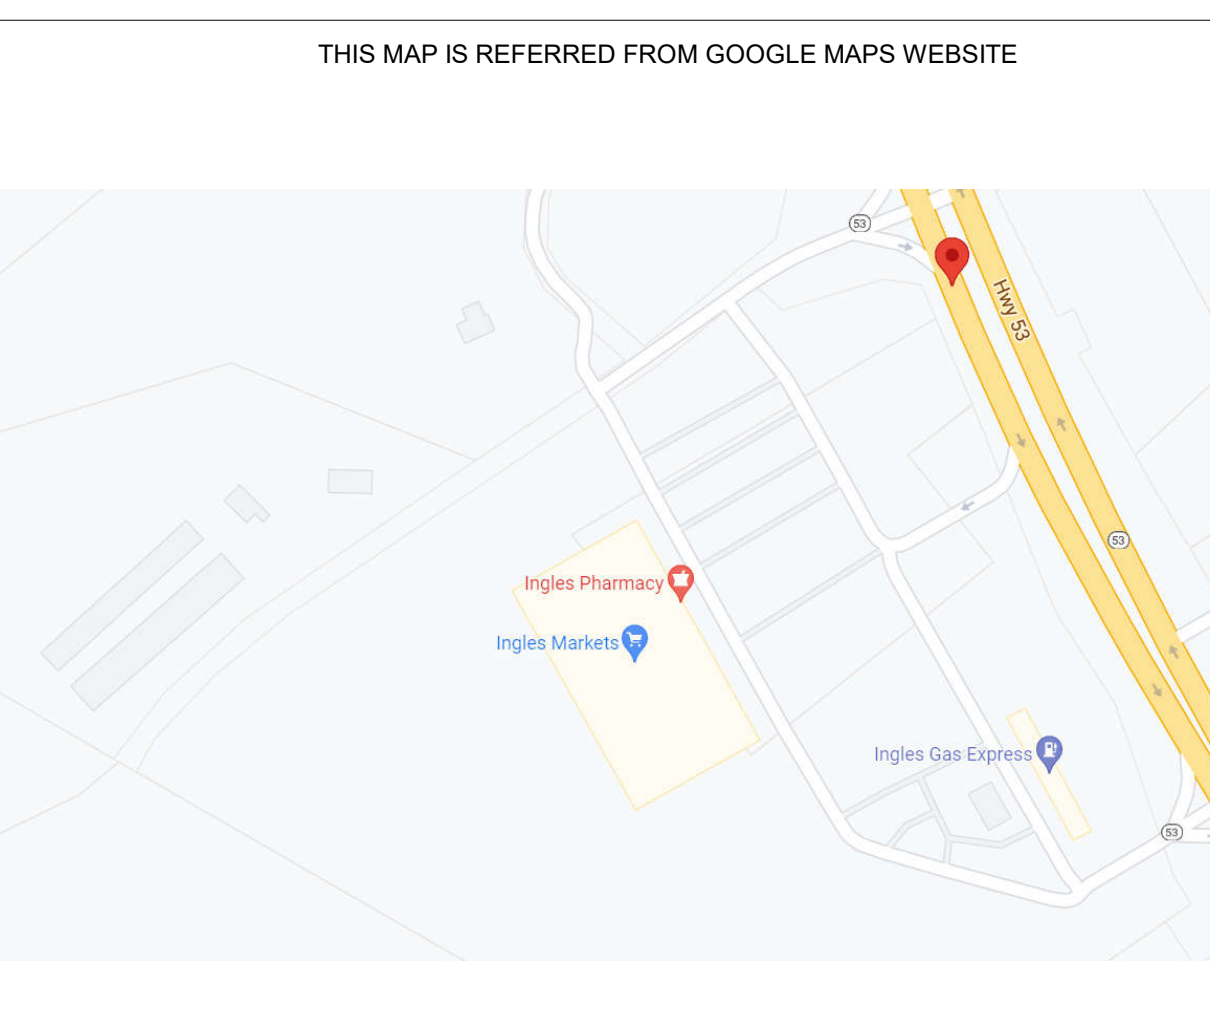 THIS MAP IS REFERRED FROM GOOGLE MAPS WEBSITE
53
Hwy 53
53
Ingles Pharmacy
Ingles Markets
Ingles Gas Express
53